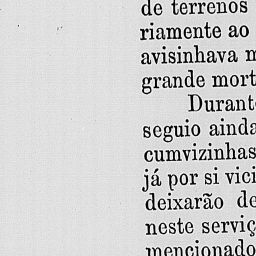 de terrenos
riamente ao
avisinhava
grande mort
Durant
seguio ainda
cumvizinhas
já por si vici
deixarão de
neste serviç
mencionado